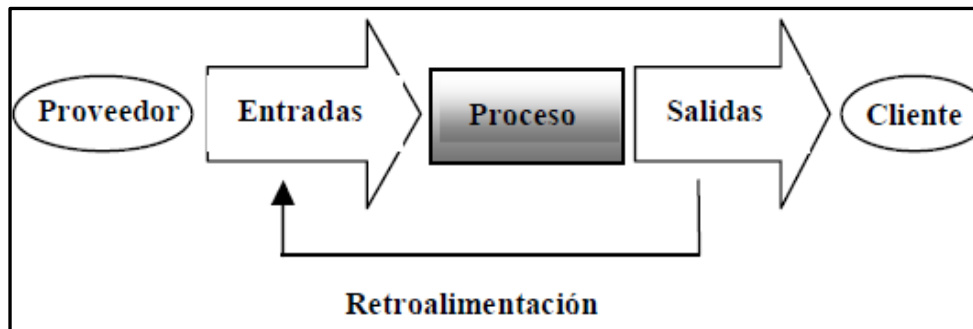 Proveedor
Entradas
Proceso
Salidas
Cliente
Retroalimentación